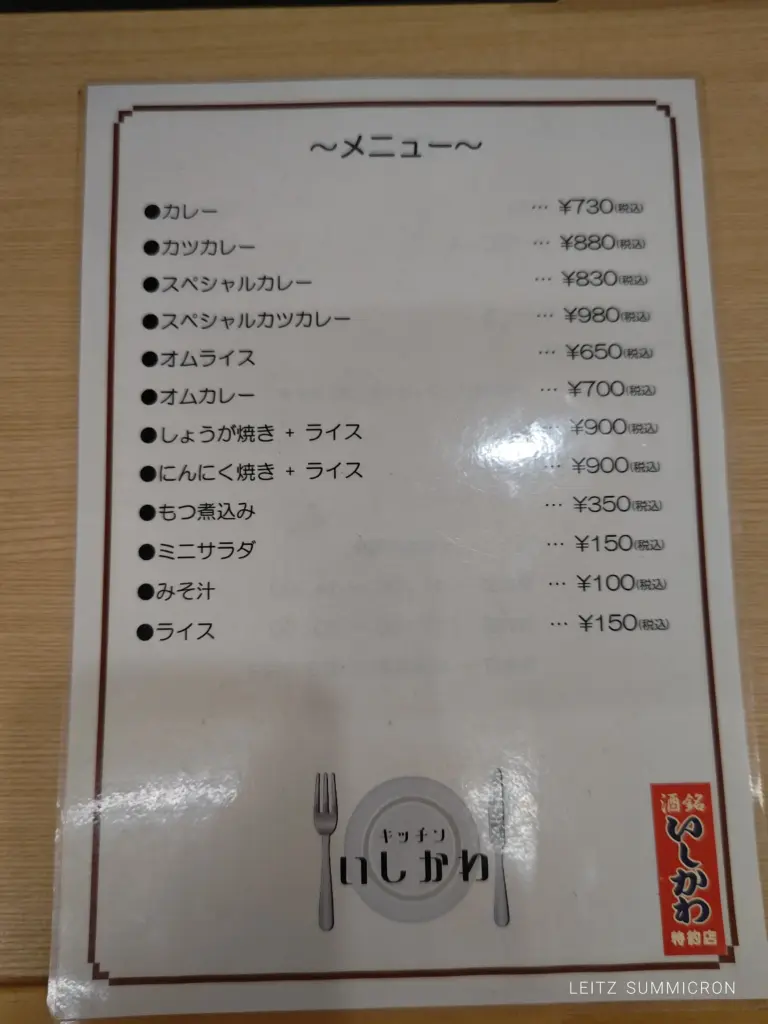 ～メニュー～
●カレー … ¥730(税込)
●カツカレー … ¥880(税込)
●スペシャルカレー … ¥830(税込)
●スペシャルカツカレー … ¥980(税込)
●オムライス … ¥650(税込)
●オムカレー … ¥700(税込)
●しょうが焼き + ライス … ¥900(税込)
●にんにく焼き + ライス … ¥900(税込)
●もつ煮込み … ¥350(税込)
●ミニサラダ … ¥150(税込)
●みそ汁 … ¥100(税込)
●ライス … ¥150(税込)
キッチン
いしかわ
酒銘
いしかわ
特約店
LEITZ SUMMICRON